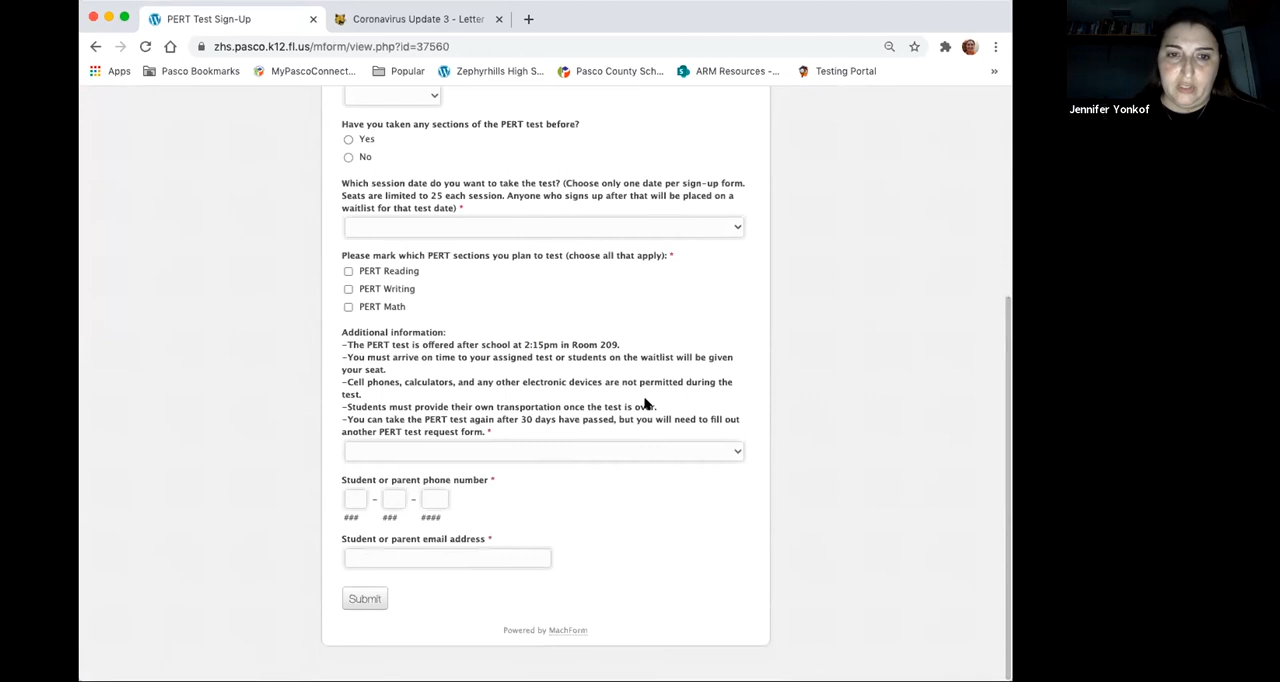 PERT Test Sign-Up
Coronavirus Update 3 - Letter
zhs.pasco.k12.fl.us/mform/view.php?id=37560
Apps Pasco Bookmarks MyPascoConnect... Popular Zephyrhills High S... Pasco County Sch... ARM Resources -... Testing Portal »
Jennifer Yonkof
Have you taken any sections of the PERT test before?
Yes
No
Which session date do you want to take the test? (Choose only one date per sign-up form.
Seats are limited to 25 each session. Anyone who signs up after that will be placed on a
waitlist for that test date) *
Please mark which PERT sections you plan to test (choose all that apply): *
PERT Reading
PERT Writing
PERT Math
Additional information:
-The PERT test is offered after school at 2:15pm in Room 209.
-You must arrive on time to your assigned test or students on the waitlist will be given
your seat.
-Cell phones, calculators, and any other electronic devices are not permitted during the
test.
-Students must provide their own transportation once the test is over.
-You can take the PERT test again after 30 days have passed, but you will need to fill out
another PERT test request form. *
Student or parent phone number *
- -
### ### ####
Student or parent email address *
Submit
Powered by MachForm